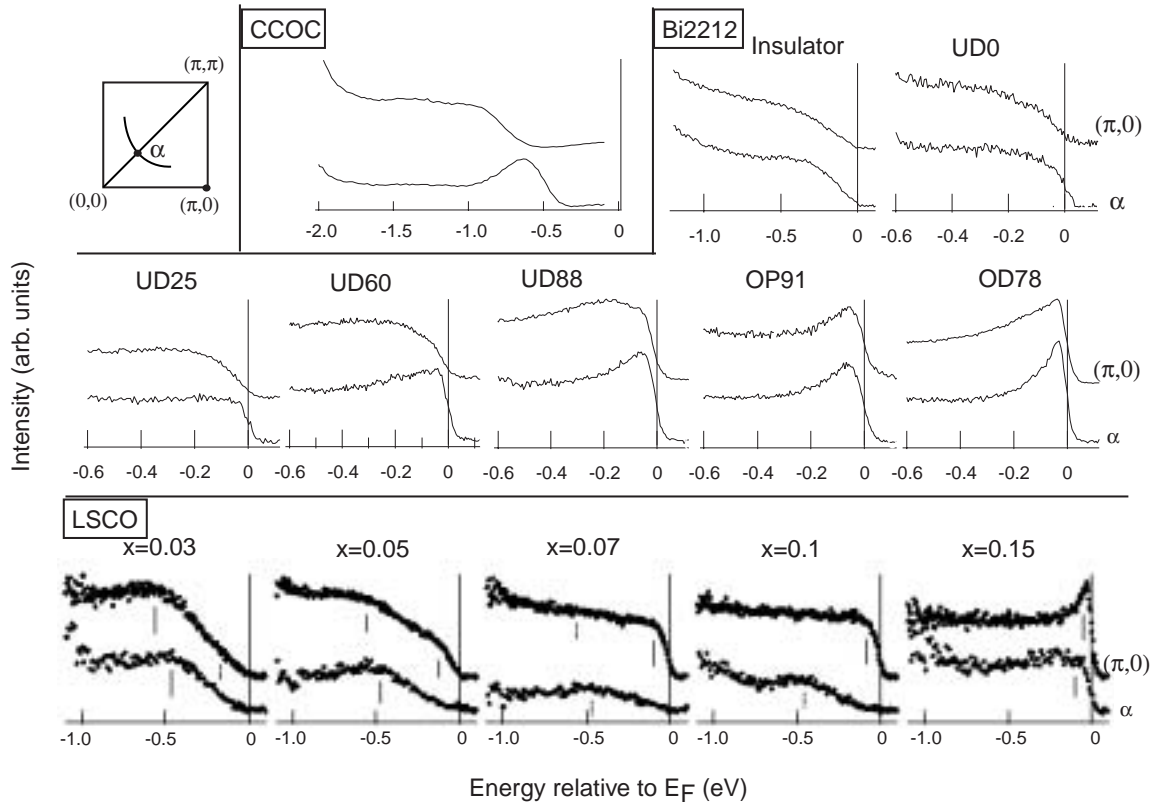 CCOC
Bi2212
Insulator UD0
(π,π)
α
(0,0)
(π,0)
(π,0)
α
-2.0 -1.5 -1.0 -0.5 0
-1.0 -0.5 0
-0.6 -0.4 -0.2 0
Intensity (arb. units)
UD25 UD60 UD88 OP91 OD78
(π,0)
α
-0.6 -0.4 -0.2 0
-0.6 -0.4 -0.2 0
-0.6 -0.4 -0.2 0
-0.6 -0.4 -0.2 0
-0.6 -0.4 -0.2 0
LSCO
x=0.03 x=0.05 x=0.07 x=0.1 x=0.15
(π,0)
α
-1.0 -0.5 0
-1.0 -0.5 0
-1.0 -0.5 0
-1.0 -0.5 0
-1.0 -0.5 0
Energy relative to EF (eV)